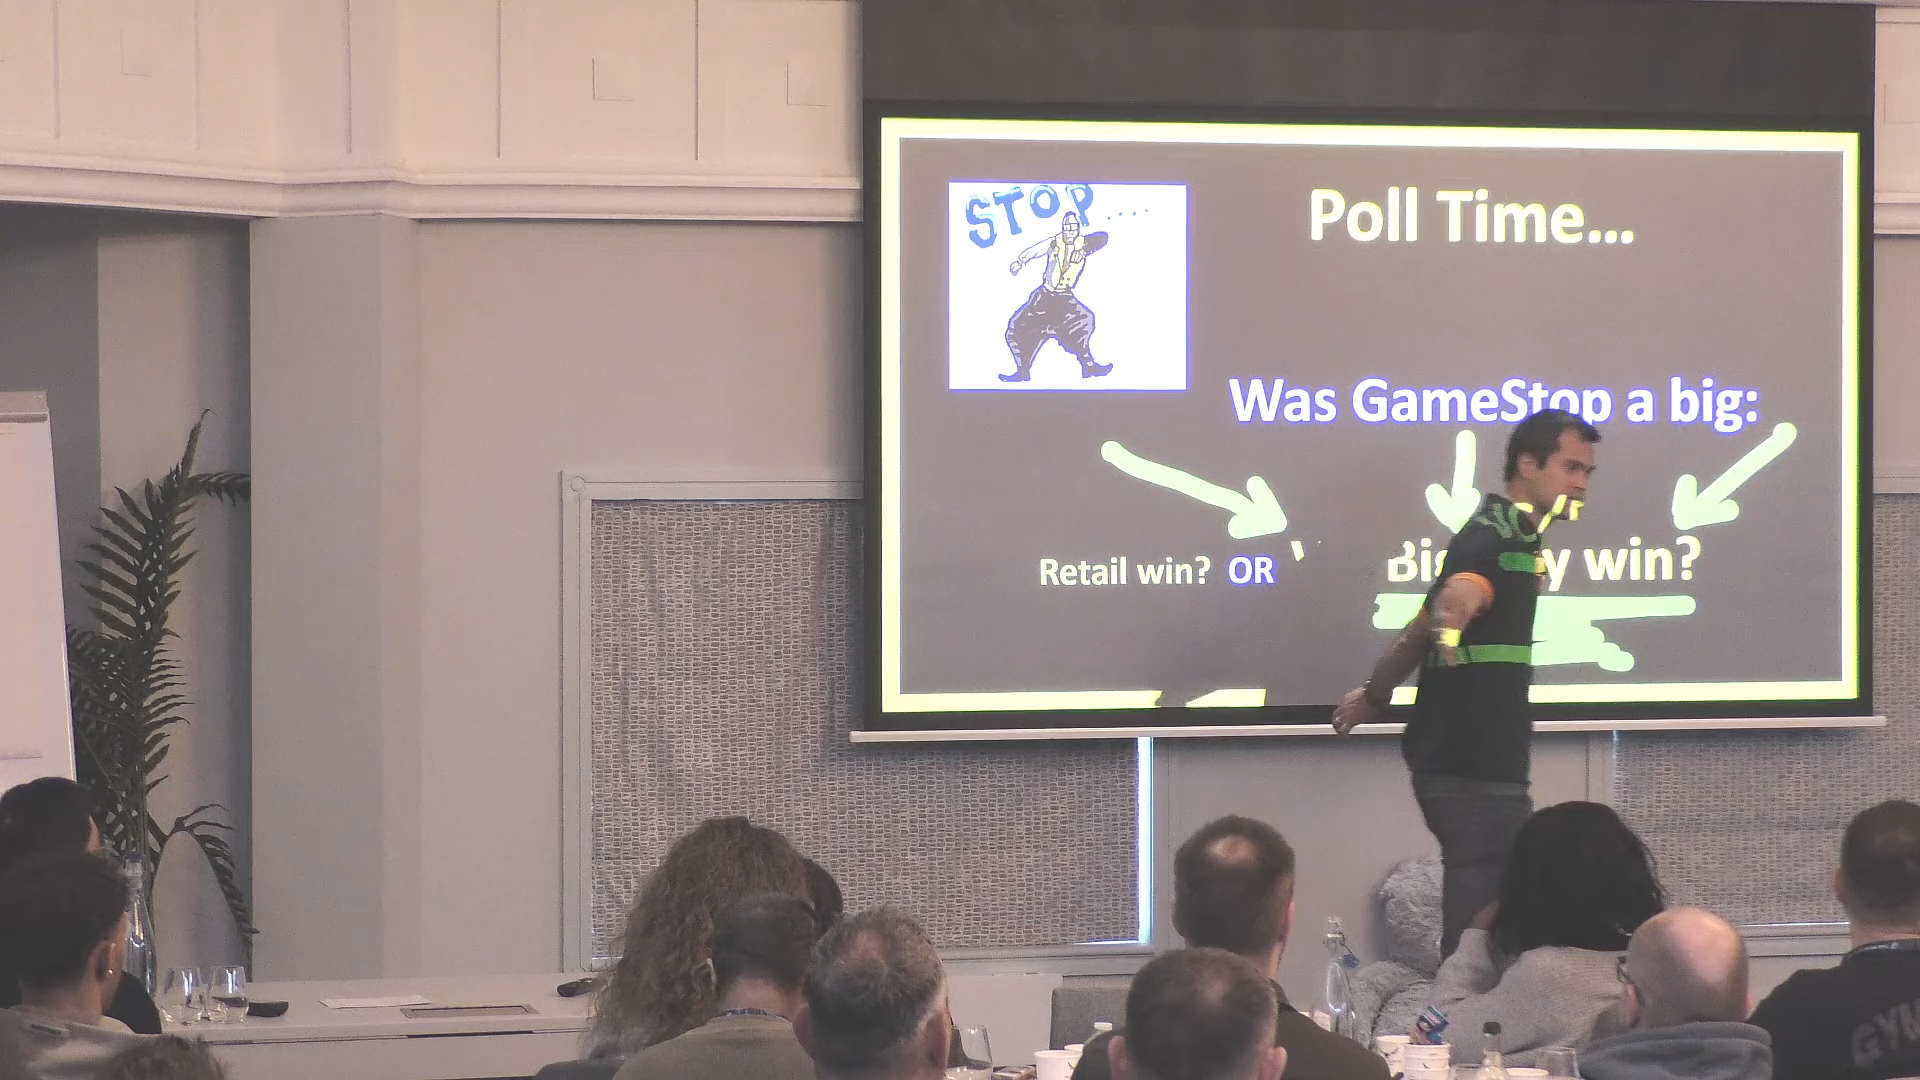 STOP....
Poll Time...
Was GameStop a big:
Retail win? OR
win?